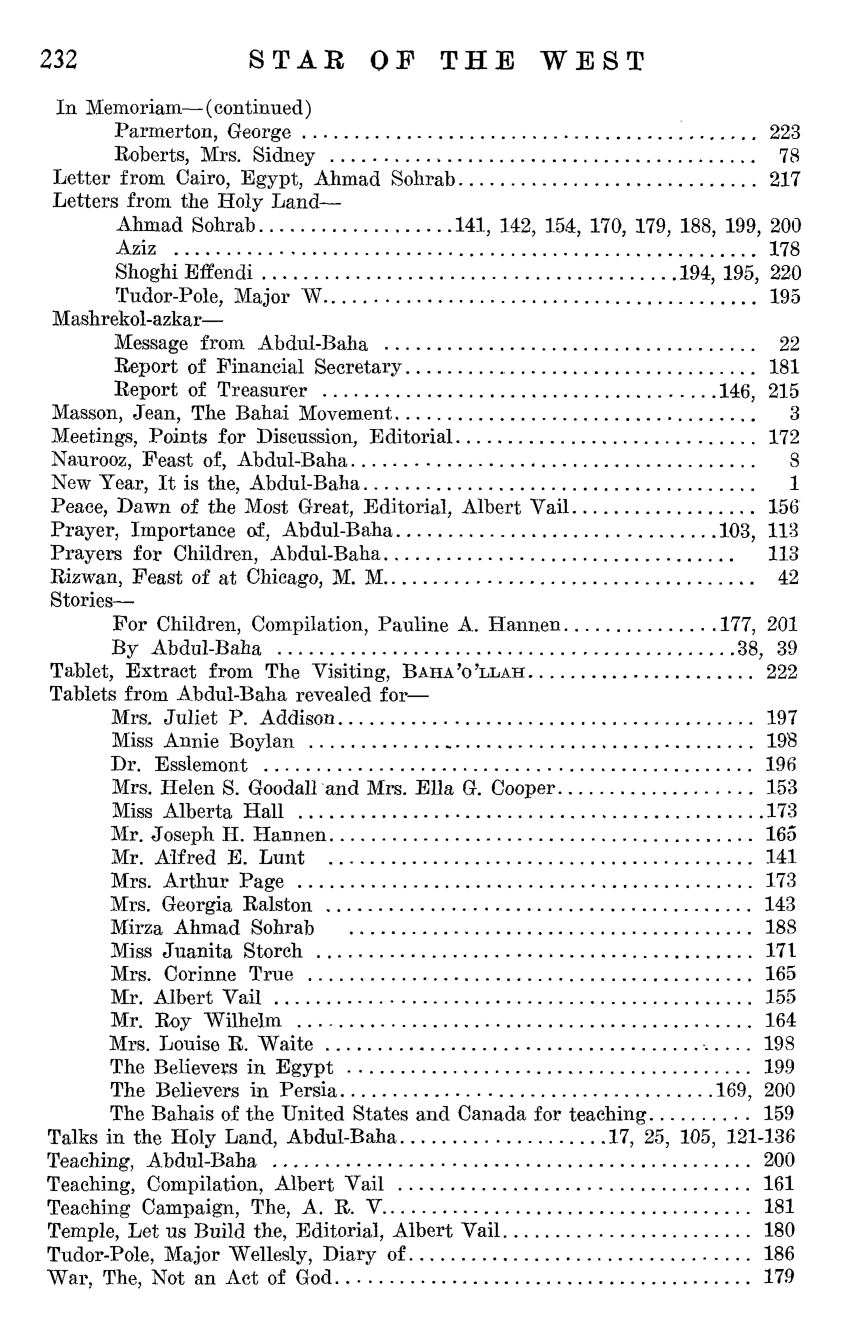 232 STAR OF THE WEST
In Memoriam—(continued)
Parmerton, George ........................................... 223
Roberts, Mrs. Sidney ........................................ 78
Letter from Cairo, Egypt, Ahmad Sohrab............................ 217
Letters from the Holy Land—
Ahmad Sohrab...................141, 142, 154, 170, 179, 188, 199, 200
Aziz ....................................................... 178
Shoghi Effendi .......................................194, 195, 220
Tudor-Pole, Major W......................................... 195
Mashrekol-azkar—
Message from Abdul-Baha ................................... 22
Report of Financial Secretary................................. 181
Report of Treasurer .....................................146, 215
Masson, Jean, The Bahai Movement.................................. 3
Meetings, Points for Discussion, Editorial............................ 172
Naurooz, Feast of, Abdul-Baha...................................... 8
New Year, It is the, Abdul-Baha..................................... 1
Peace, Dawn of the Most Great, Editorial, Albert Vail.................. 156
Prayer, Importance of, Abdul-Baha..............................103, 113
Prayers for Children, Abdul-Baha................................. 113
Rizwan, Feast of at Chicago, M. M................................... 42
Stories—
For Children, Compilation, Pauline A. Hannen...............177, 201
By Abdul-Baha ............................................38, 39
Tablet, Extract from The Visiting, BAHA'O'LLAH...................... 222
Tablets from Abdul-Baha revealed for—
Mrs. Juliet P. Addison....................................... 197
Miss Annie Boylan .......................................... 198
Dr. Esslemont .............................................. 196
Mrs. Helen S. Goodall and Mrs. Ella G. Cooper................... 153
Miss Alberta Hall ............................................173
Mr. Joseph H. Hannen........................................ 165
Mr. Alfred E. Lunt ........................................ 141
Mrs. Arthur Page ........................................... 173
Mrs. Georgia Ralston ........................................ 143
Mirza Ahmad Sohrab ...................................... 188
Miss Juanita Storch ......................................... 171
Mrs. Corinne True .......................................... 165
Mr. Albert Vail ............................................. 155
Mr. Roy Wilhelm ........................................... 164
Mrs. Louise R. Waite ........................................ 198
The Believers in Egypt ...................................... 199
The Believers in Persia...................................169, 200
The Bahais of the United States and Canada for teaching.......... 159
Talks in the Holy Land, Abdul-Baha...................17, 25, 105, 121-136
Teaching, Abdul-Baha ............................................. 200
Teaching, Compilation, Albert Vail ................................. 161
Teaching Campaign, The, A. R. V................................... 181
Temple, Let us Build the, Editorial, Albert Vail........................ 180
Tudor-Pole, Major Wellesly, Diary of................................ 186
War, The, Not an Act of God....................................... 179